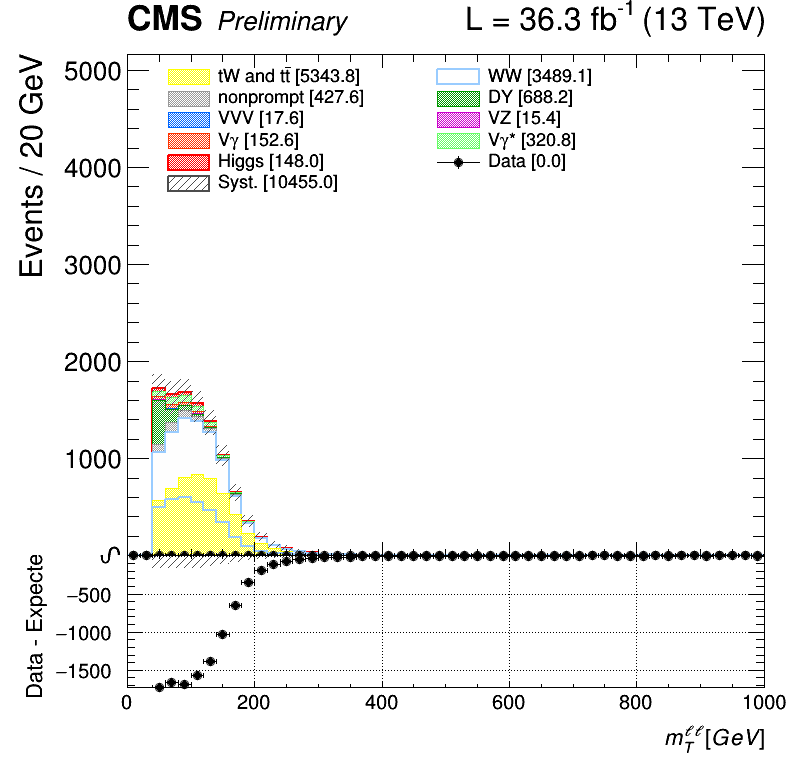 CMS Preliminary L = 36.3 fb⁻¹ (13 TeV)
tW and tt̄ [5343.8] WW [3489.1]
nonprompt [427.6] DY [688.2]
VVV [17.6] VZ [15.4]
Vγ [152.6] Vγ* [320.8]
Higgs [148.0] Data [0.0]
Syst. [10455.0]
Events / 20 GeV
5000
4000
3000
2000
1000
0
Data - Expecte
−500
−1000
−1500
0 200 400 600 800 1000
m_T^{ℓℓ} [GeV]